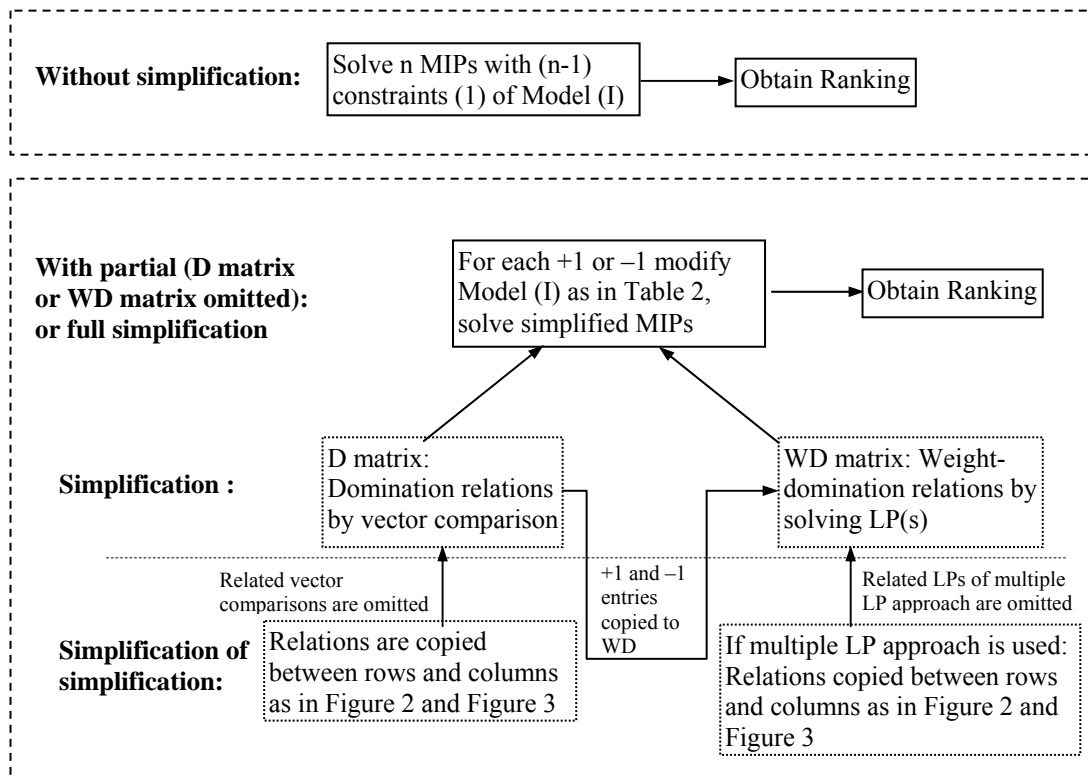 Without simplification:
Solve n MIPs with (n-1)
constraints (1) of Model (I)
Obtain Ranking
With partial (D matrix
or WD matrix omitted):
or full simplification
For each +1 or –1 modify
Model (I) as in Table 2,
solve simplified MIPs
Obtain Ranking
Simplification :
D matrix:
Domination relations
by vector comparison
WD matrix: Weight-
domination relations by
solving LP(s)
Related vector
comparisons are omitted
+1 and –1
entries
copied to
WD
Related LPs of multiple
LP approach are omitted
Simplification of
simplification:
Relations are copied
between rows and columns
as in Figure 2 and Figure 3
If multiple LP approach is used:
Relations copied between rows
and columns as in Figure 2 and
Figure 3